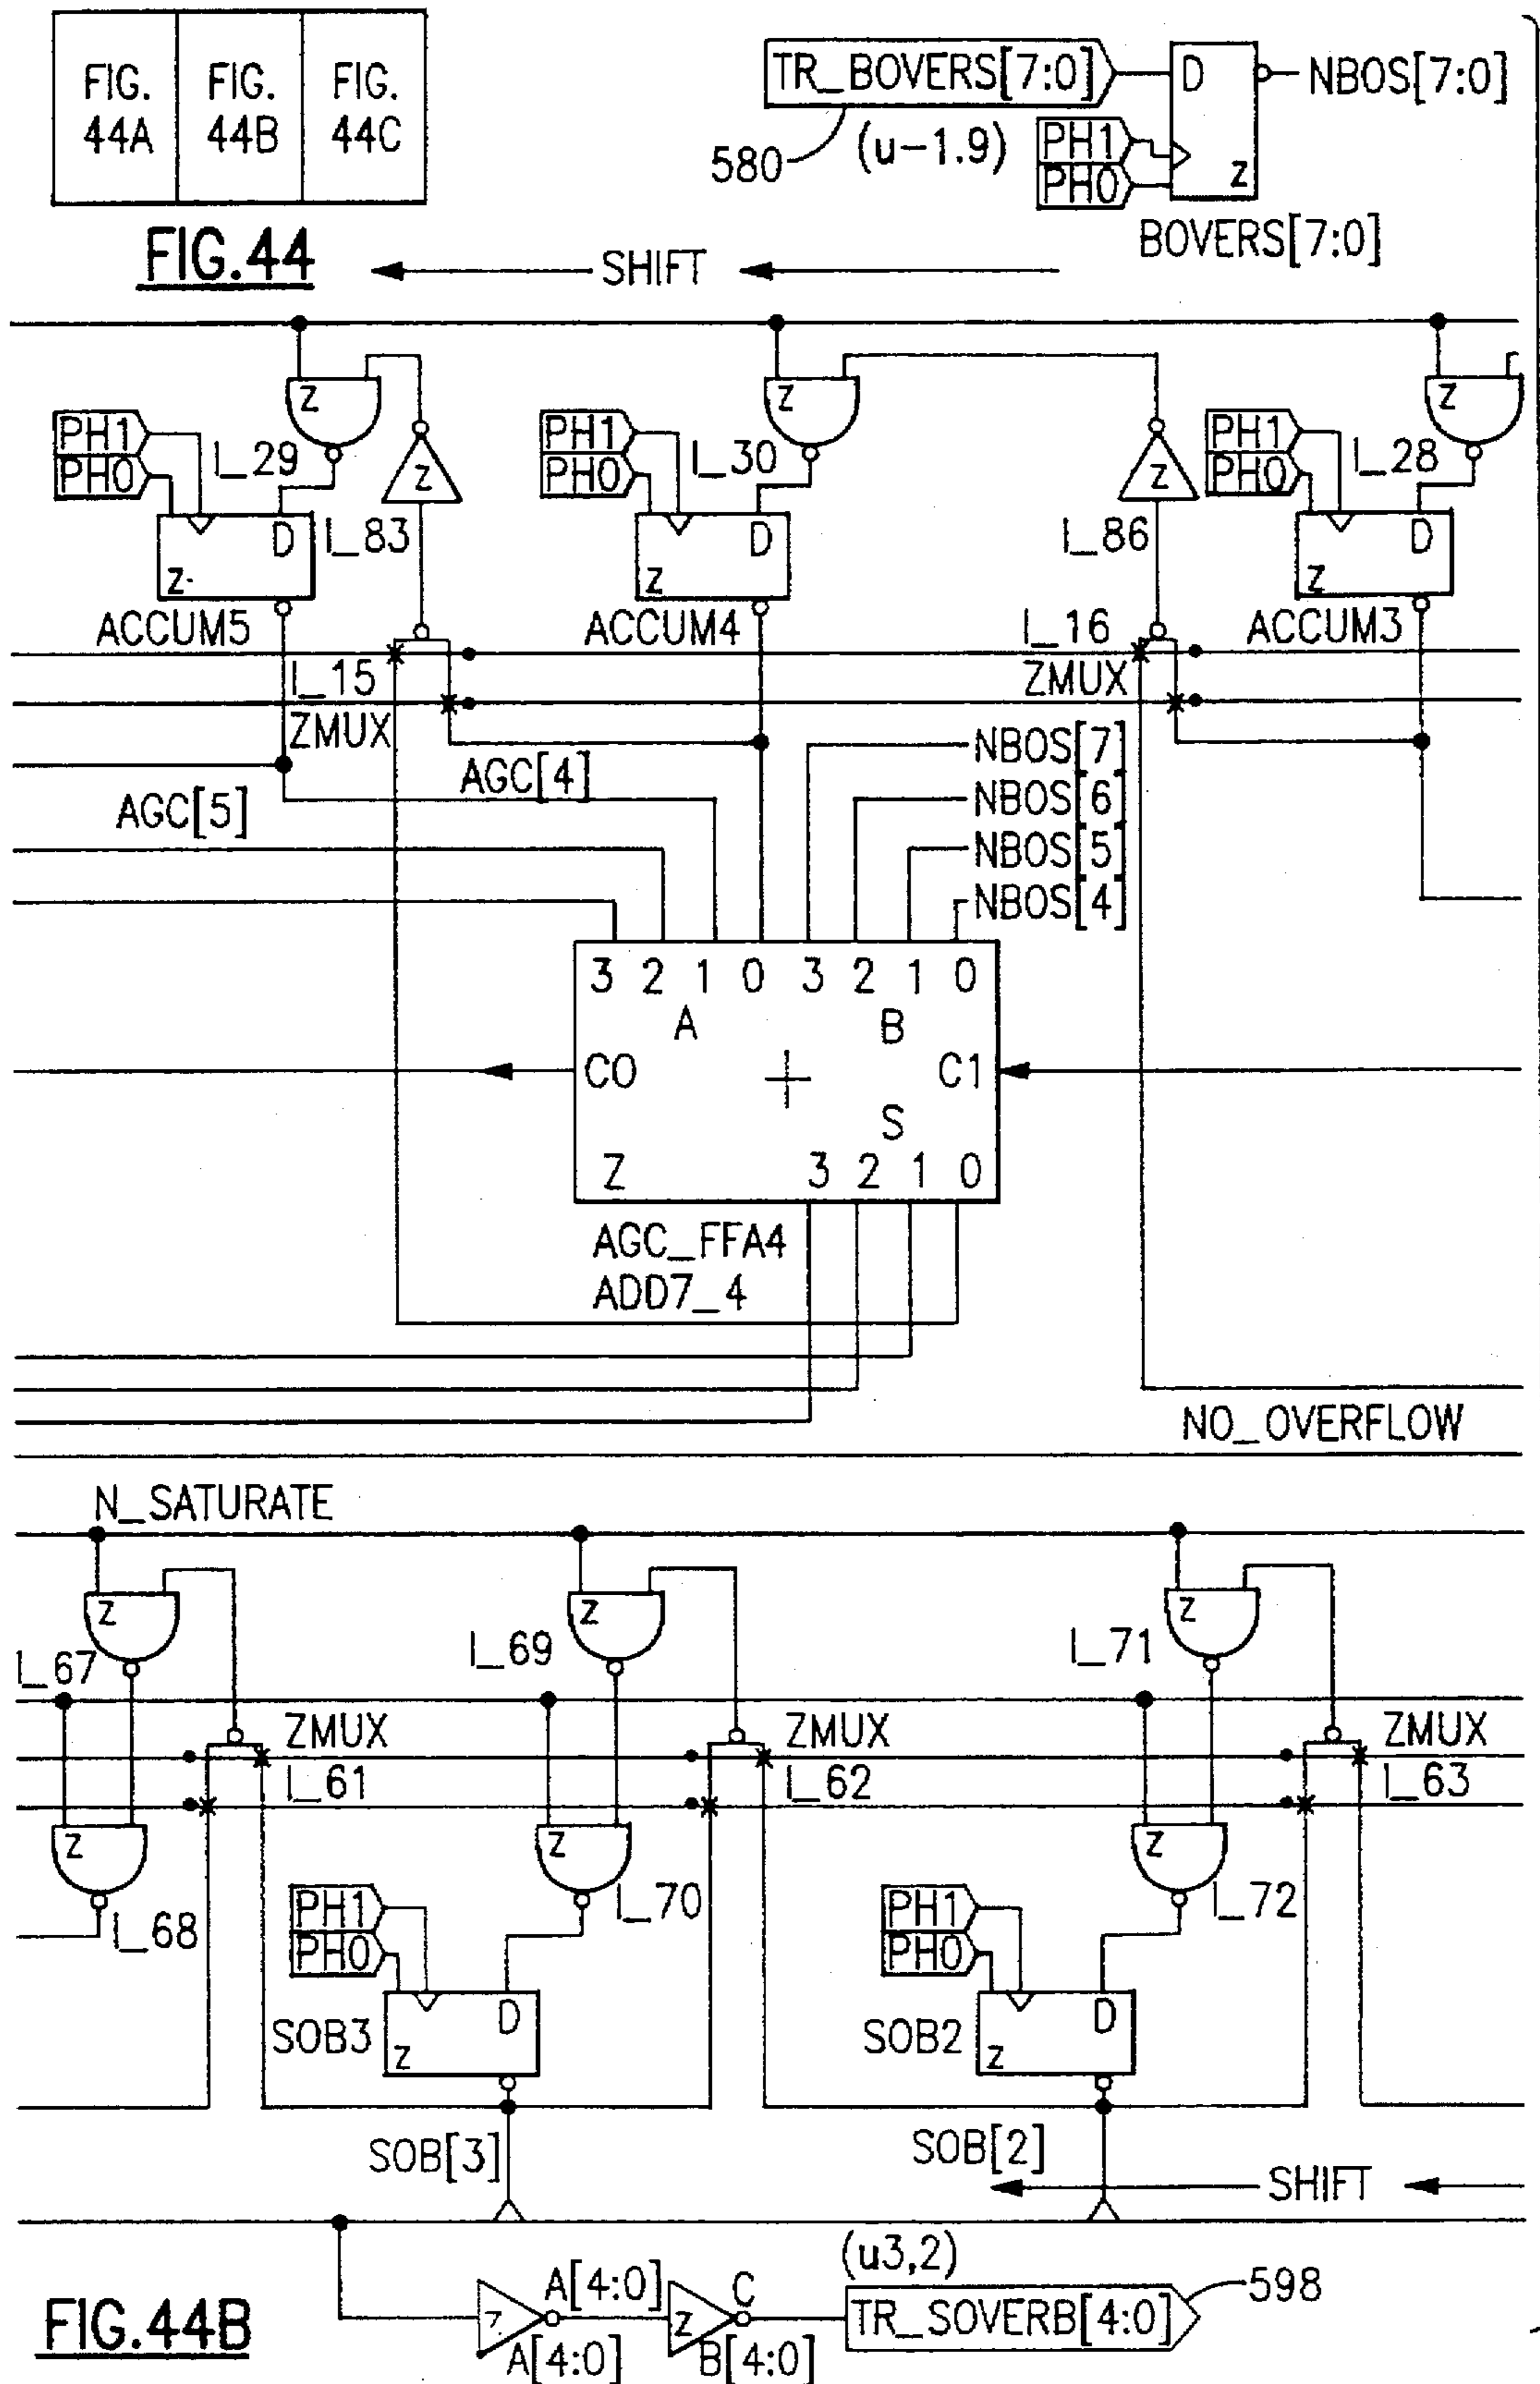 FIG. 44A FIG. 44B FIG. 44C
FIG.44
TR_BOVERS[7:0]
580
(u-1.9)
PH1
PH0
D
Z
NBOS[7:0]
BOVERS[7:0]
SHIFT
Z Z Z
PH1 PH1 PH1
PH0 PH0 PH0
I_29 I_30 I_28
Z Z
D D D
I_83 I_86
Z Z Z
ACCUM5 ACCUM4 I_16 ACCUM3
I_15 ZMUX
ZMUX
NBOS[7]
AGC[4]
NBOS[6]
AGC[5]
NBOS[5]
NBOS[4]
3 2 1 0 3 2 1 0
A B
CO + C1
S
Z 3 2 1 0
AGC_FFA4
ADD7_4
NO_OVERFLOW
N_SATURATE
Z Z Z
I_67 I_69 I_71
ZMUX ZMUX ZMUX
I_61 I_62 I_63
Z Z Z
I_68 I_70 I_72
PH1 PH1
PH0 PH0
SOB3 D SOB2 D
Z Z
SOB[3] SOB[2]
SHIFT
(u3,2)
A[4:0] C
598
Z Z TR_SOVERB[4:0]
A[4:0] B[4:0]
FIG.44B